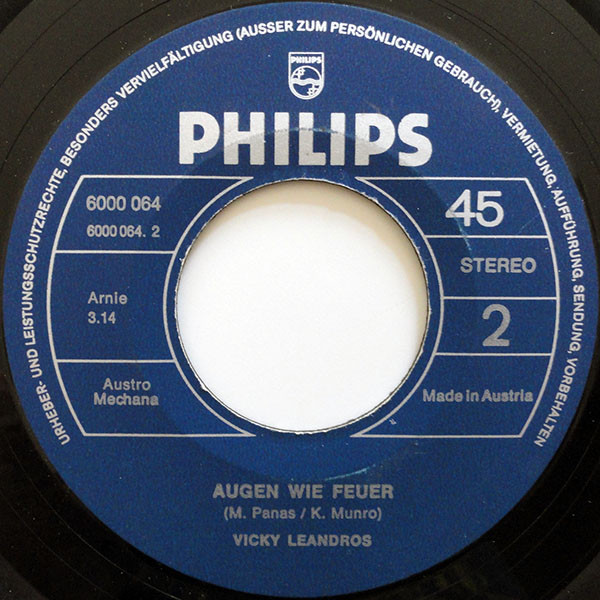 URHEBER- UND LEISTUNGSSCHUTZRECHTE, BESONDERS VERVIELFÄLTIGUNG (AUSSER ZUM PERSÖNLICHEN GEBRAUCH), VERMIETUNG, AUFFÜHRUNG, SENDUNG, VORBEHALTEN
PHILIPS
PHILIPS
6000 064
6000 064. 2
45
STEREO
Arnie
3.14
2
Austro
Mechana
Made in Austria
AUGEN WIE FEUER
(M. Panas / K. Munro)
VICKY LEANDROS